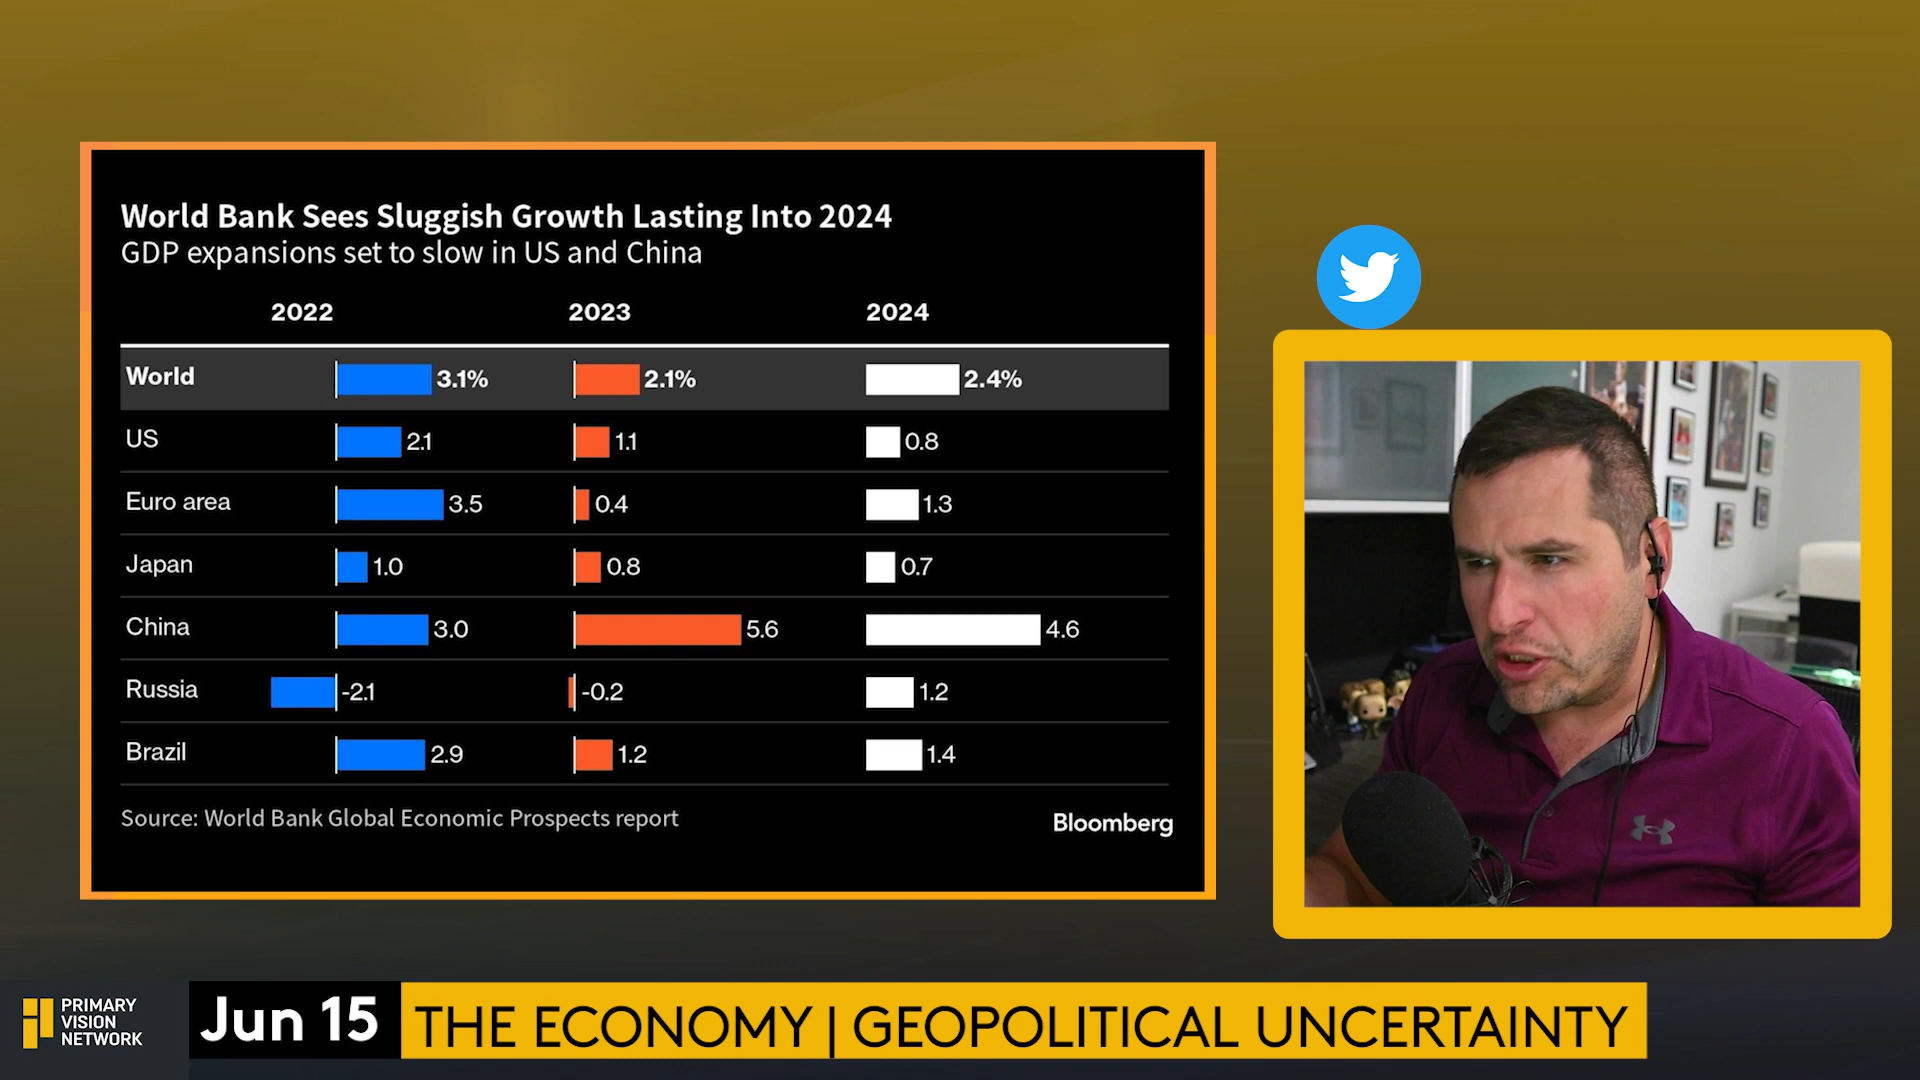 World Bank Sees Sluggish Growth Lasting Into 2024
GDP expansions set to slow in US and China
2022 2023 2024
World 3.1% 2.1% 2.4%
US 2.1 1.1 0.8
Euro area 3.5 0.4 1.3
Japan 1.0 0.8 0.7
China 3.0 5.6 4.6
Russia -2.1 -0.2 1.2
Brazil 2.9 1.2 1.4
Source: World Bank Global Economic Prospects report
Bloomberg
PRIMARY
VISION
NETWORK
Jun 15
THE ECONOMY | GEOPOLITICAL UNCERTAINTY